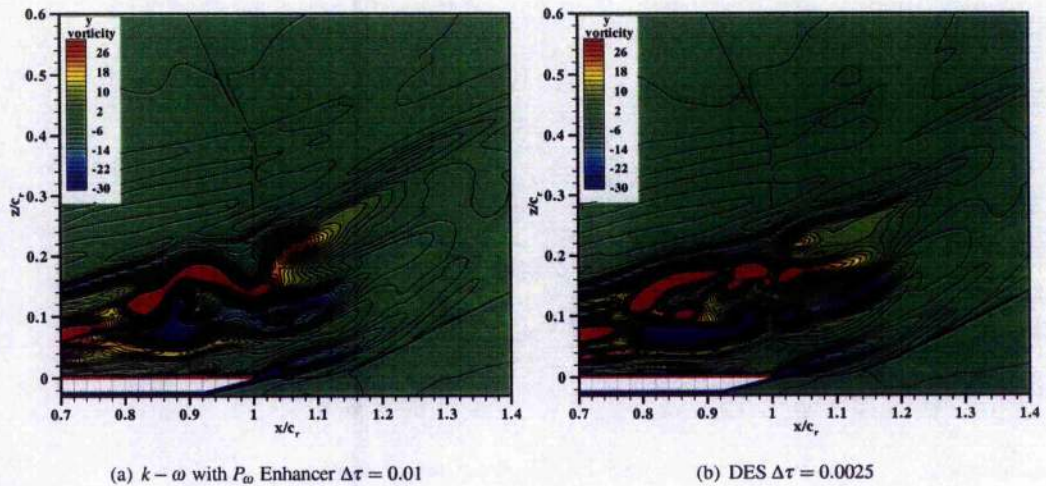 0.6
0.5
0.4
0.3
0.2
0.1
0
z/c_r
y
vorticity
26
18
10
2
-6
-14
-22
-30
0.7 0.8 0.9 1 1.1 1.2 1.3 1.4
x/c_r
(a) k − ω with P_ω Enhancer Δτ = 0.01
0.6
0.5
0.4
0.3
0.2
0.1
0
z/c_r
y
vorticity
26
18
10
2
-6
-14
-22
-30
0.7 0.8 0.9 1 1.1 1.2 1.3 1.4
x/c_r
(b) DES Δτ = 0.0025